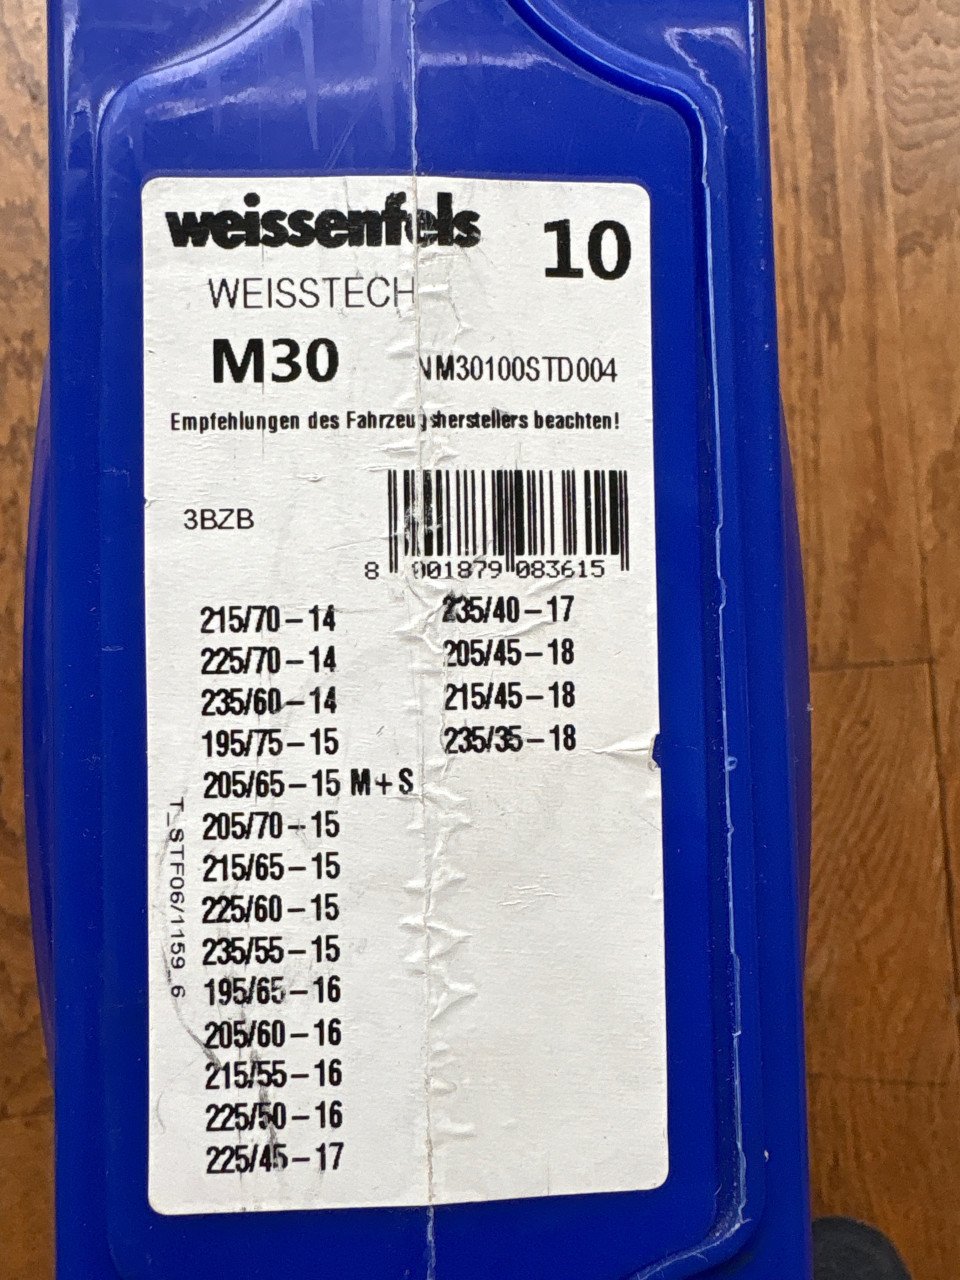 weissenfels
10
WEISSTECH
M30
NM30100STD004
Empfehlungen des Fahrzeugsherstellers beachten!
3BZB
8 001879 083615
215/70-14
225/70-14
235/60-14
195/75-15
205/65-15 M+S
205/70-15
215/65-15
225/60-15
235/55-15
195/65-16
205/60-16
215/55-16
225/50-16
225/45-17
235/40-17
205/45-18
215/45-18
235/35-18
T_STF06/1159_6